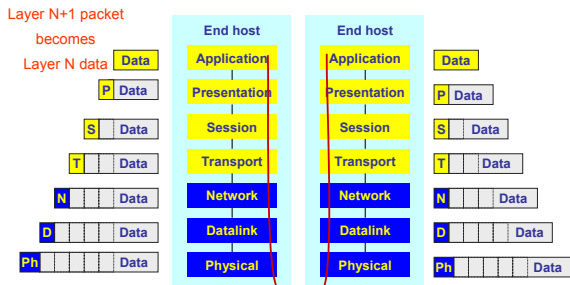 Layer N+1 packet
becomes
Layer N data
Data
P Data
S Data
T Data
N Data
D Data
Ph Data
End host
Application
Presentation
Session
Transport
Network
Datalink
Physical
End host
Application
Presentation
Session
Transport
Network
Datalink
Physical
Data
P Data
S Data
T Data
N Data
D Data
Ph Data